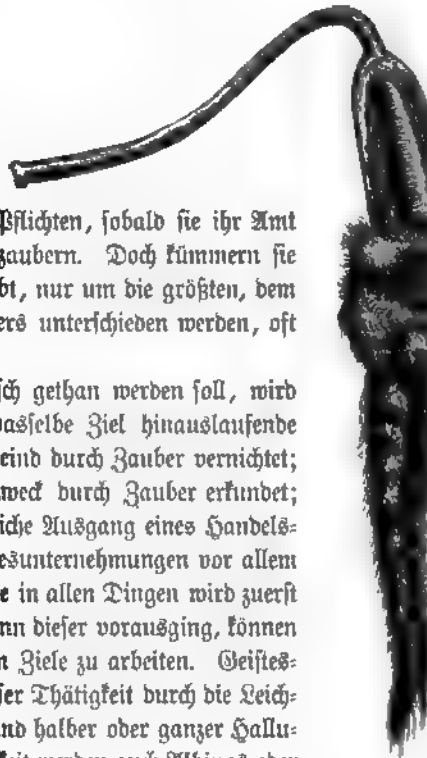 Pflichten, sobald sie ihr Amt
zaubern. Doch kümmern sie
bt, nur um die größten, dem
ers unterschieden werden, oft
sch gethan werden soll, wird
dasselbe Ziel hinauslaufende
eind durch Zauber vernichtet;
weck durch Zauber erkundet;
iche Ausgang eines Handels=
esunternehmungen vor allem
e in allen Dingen wird zuerst
nn dieser vorausging, können
n Ziele zu arbeiten. Geistes=
ser Thätigkeit durch die Leich=
nd halber oder ganzer Hallu=